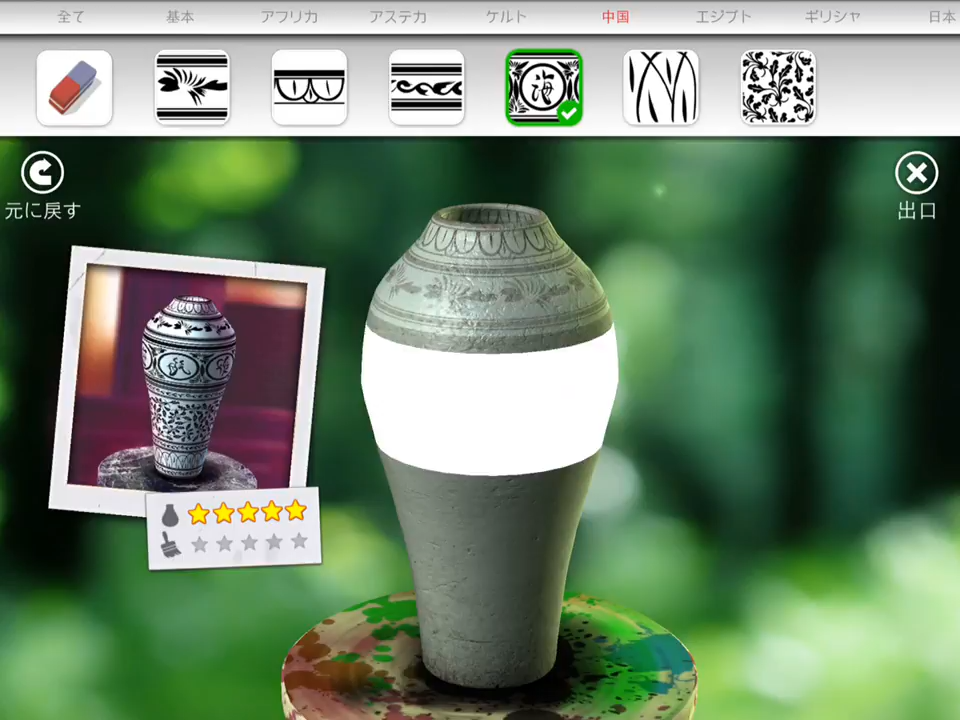 全て 基本 アフリカ アステカ ケルト 中国 エジプト ギリシャ 日本
海
元に戻す
出口